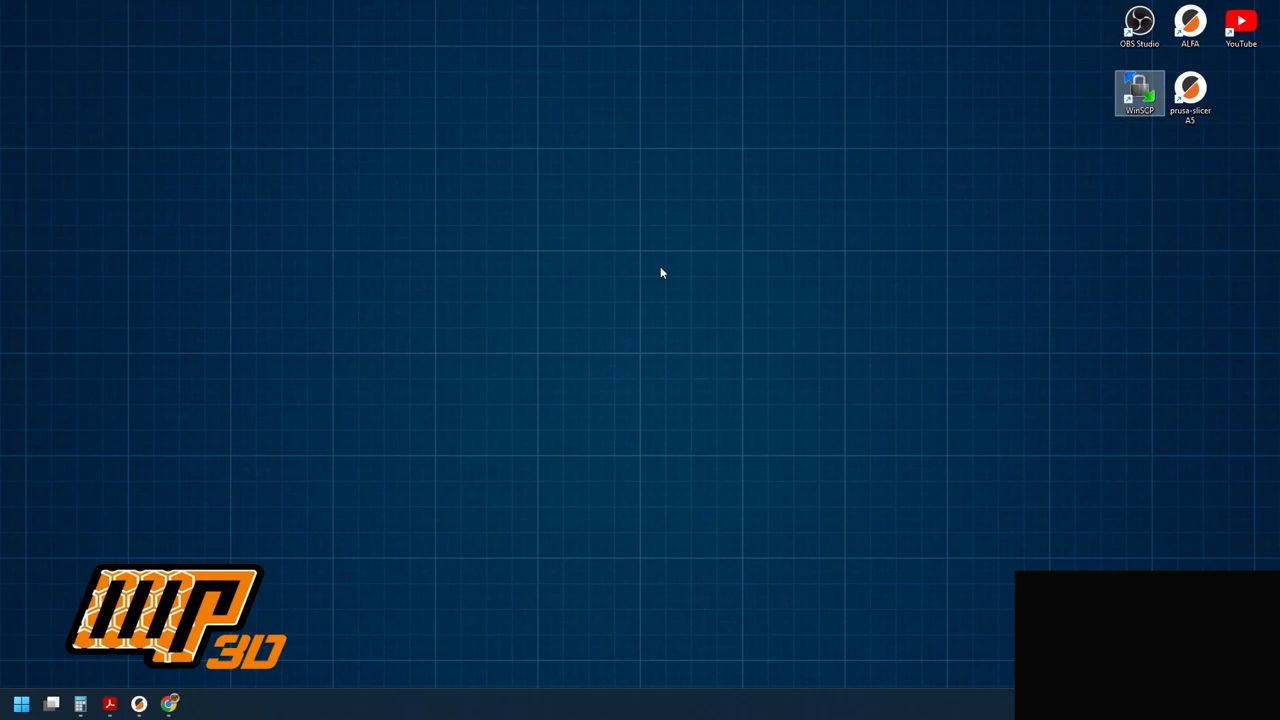 OBS Studio
ALFA
YouTube
WinSCP
prusa-slicer
A5
MP
3D